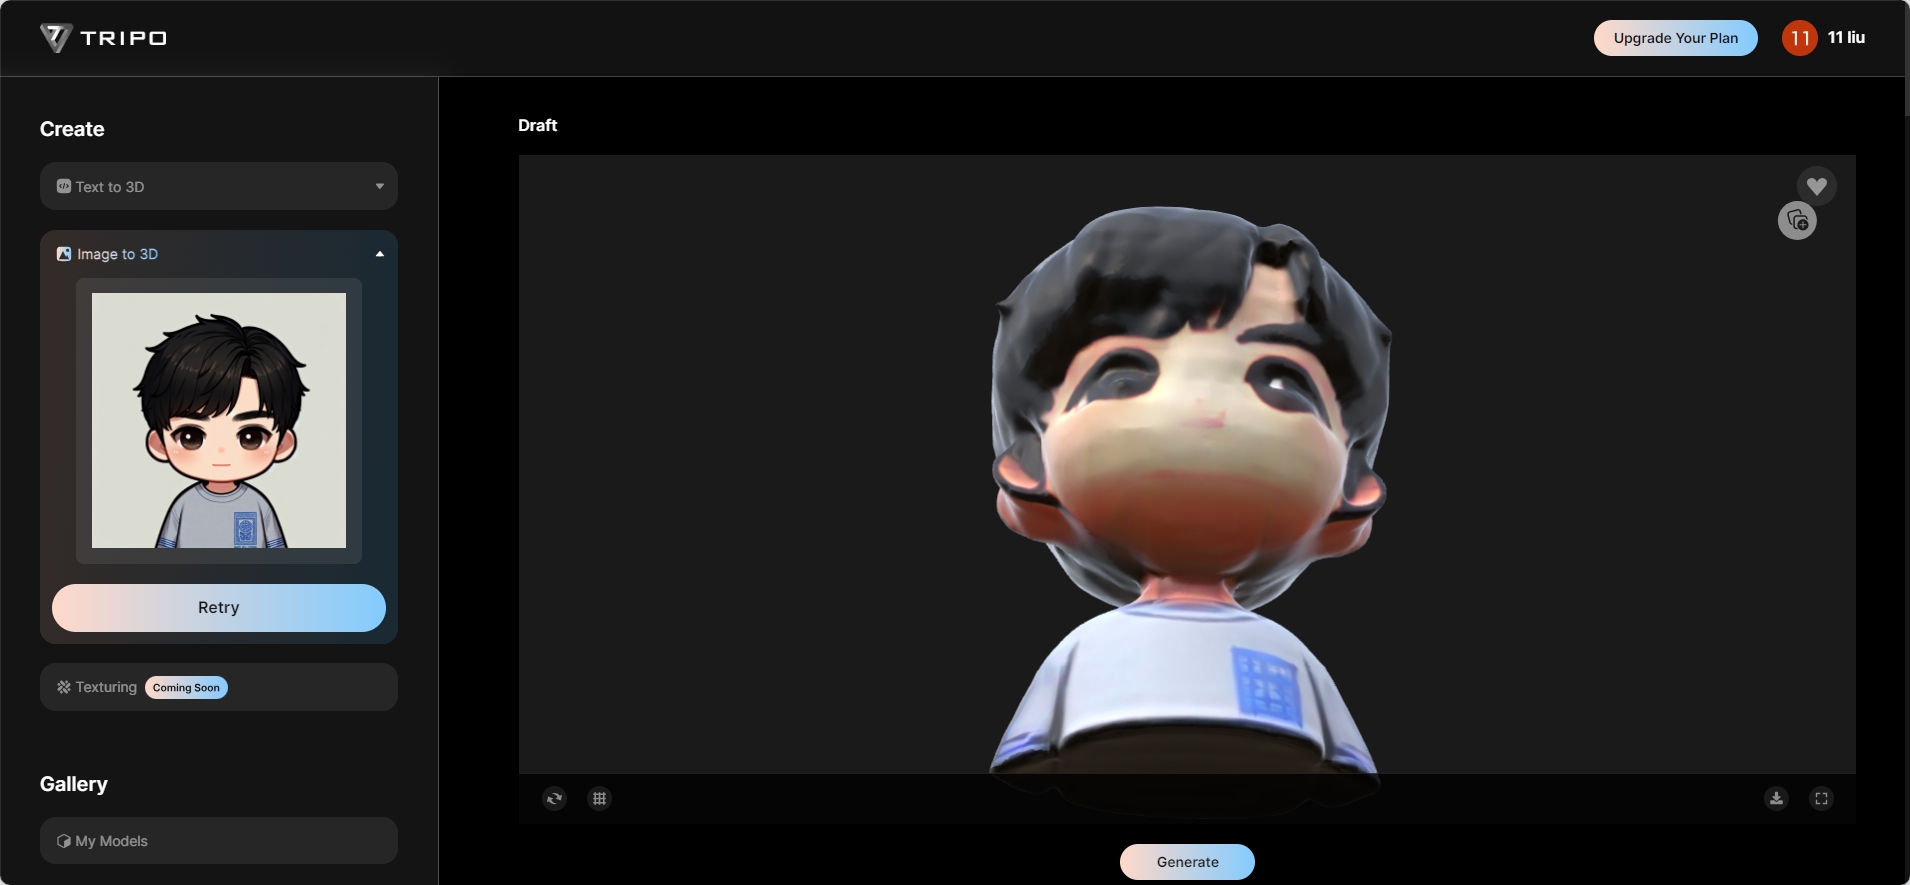 TRIPO
Upgrade Your Plan
11
11 liu
Create
Text to 3D
Image to 3D
Retry
Texturing
Coming Soon
Gallery
My Models
Draft
Generate